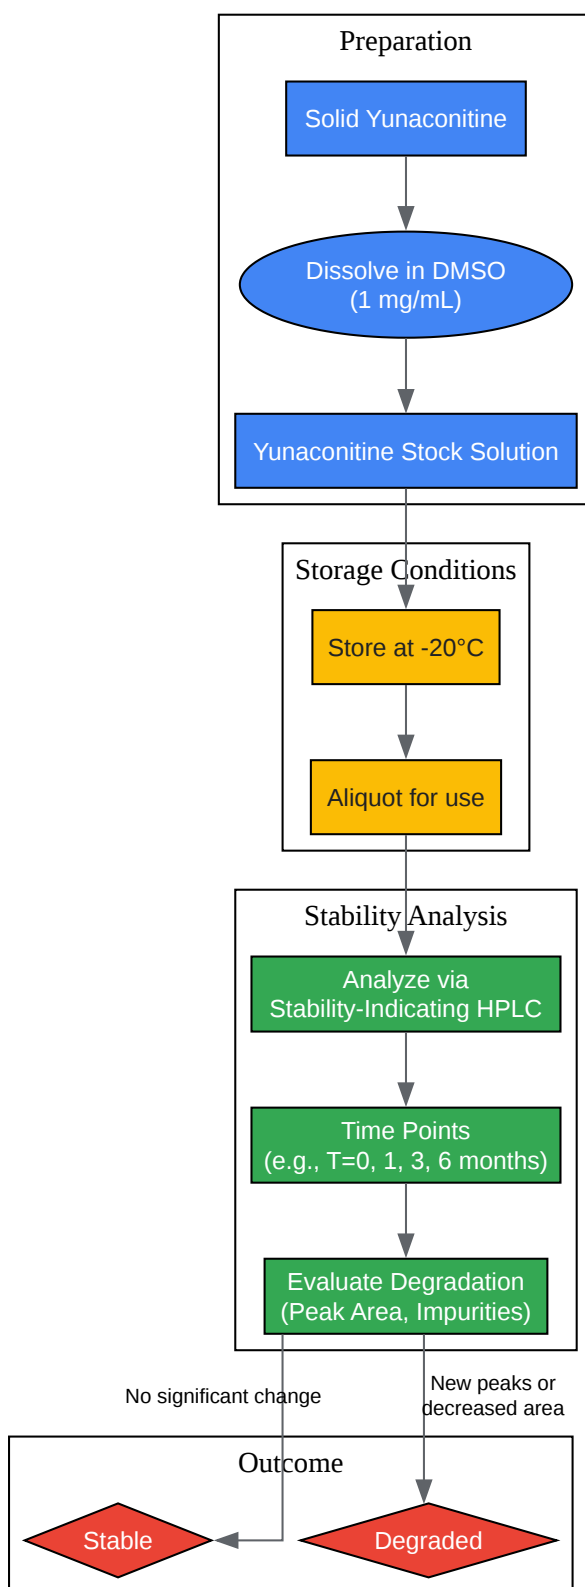 Preparation
Solid Yunaconitine
Dissolve in DMSO
(1 mg/mL)
Yunaconitine Stock Solution
Storage Conditions
Store at -20°C
Aliquot for use
Stability Analysis
Analyze via
Stability-Indicating HPLC
Time Points
(e.g., T=0, 1, 3, 6 months)
Evaluate Degradation
(Peak Area, Impurities)
No significant change
New peaks or
decreased area
Outcome
Stable
Degraded